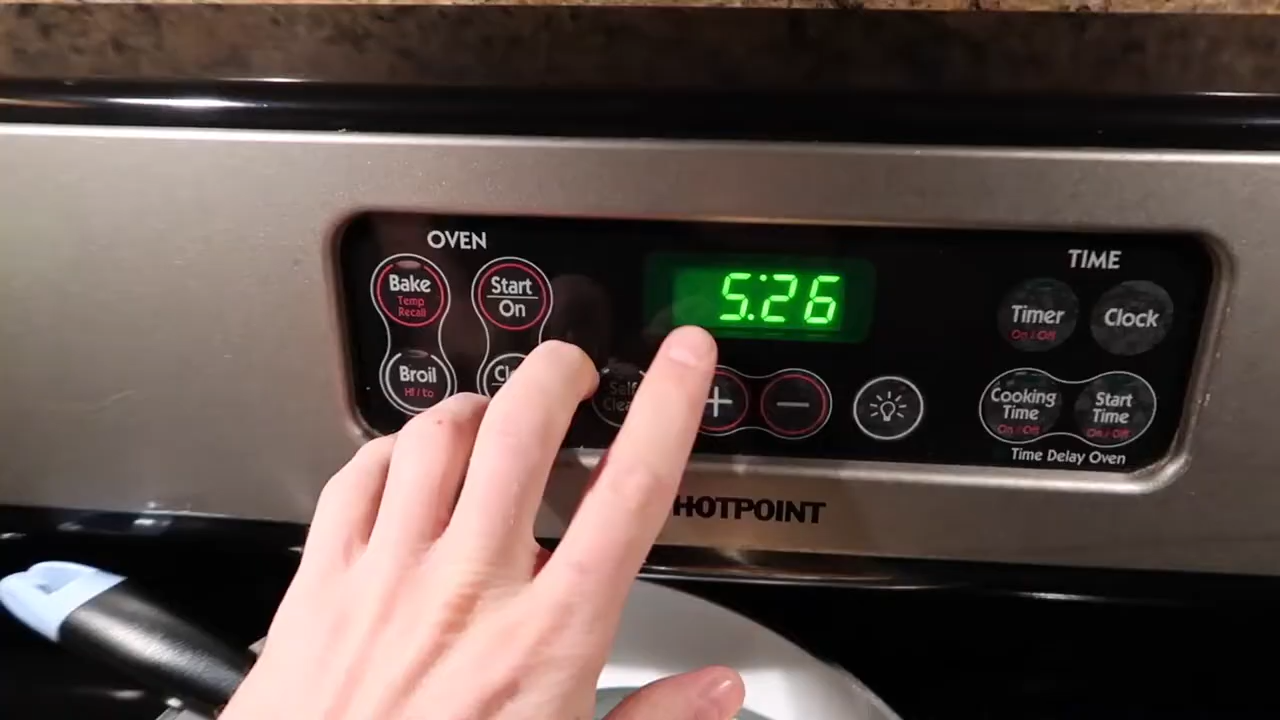 OVEN
Bake
Temp
Recall
Start
On
Broil
HI / to
5:26
+
−
HOTPOINT
TIME
Timer
On / Off
Clock
Cooking
Time
On / Off
Start
Time
On / Off
Time Delay Oven